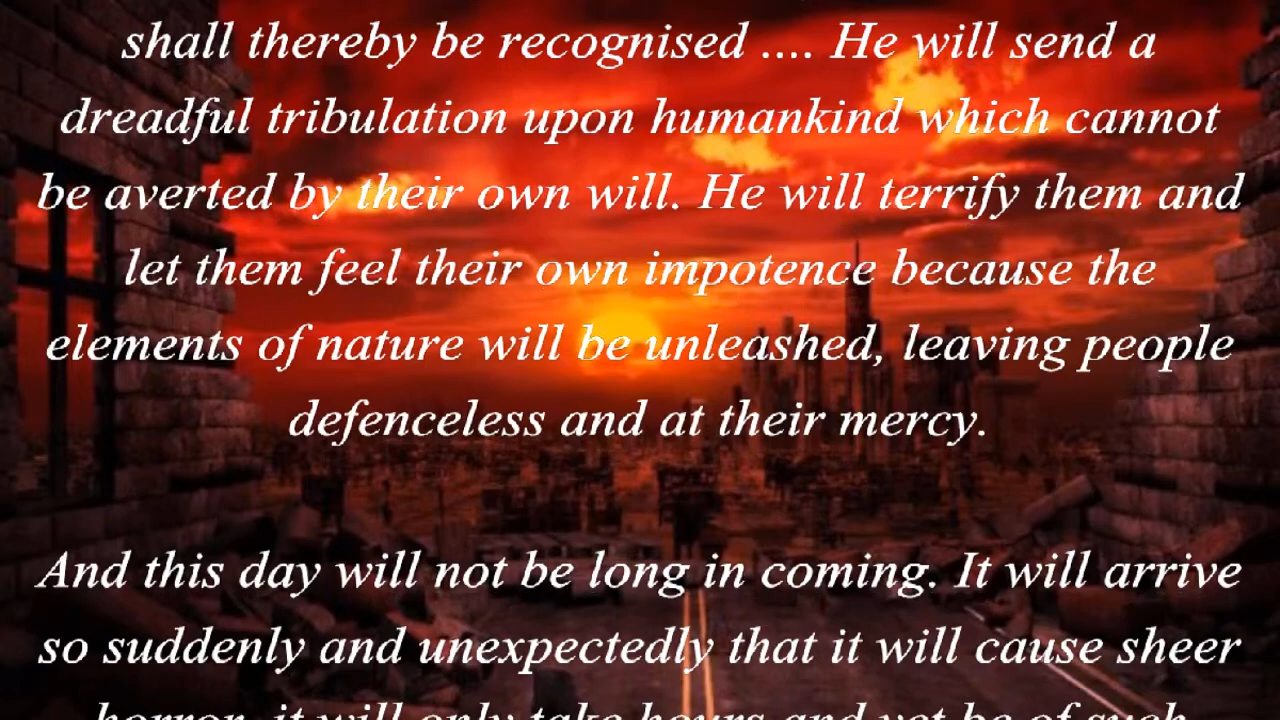 shall thereby be recognised .... He will send a
dreadful tribulation upon humankind which cannot
be averted by their own will. He will terrify them and
let them feel their own impotence because the
elements of nature will be unleashed, leaving people
defenceless and at their mercy.
And this day will not be long in coming. It will arrive
so suddenly and unexpectedly that it will cause sheer
horror, it will only take hours and yet be of such